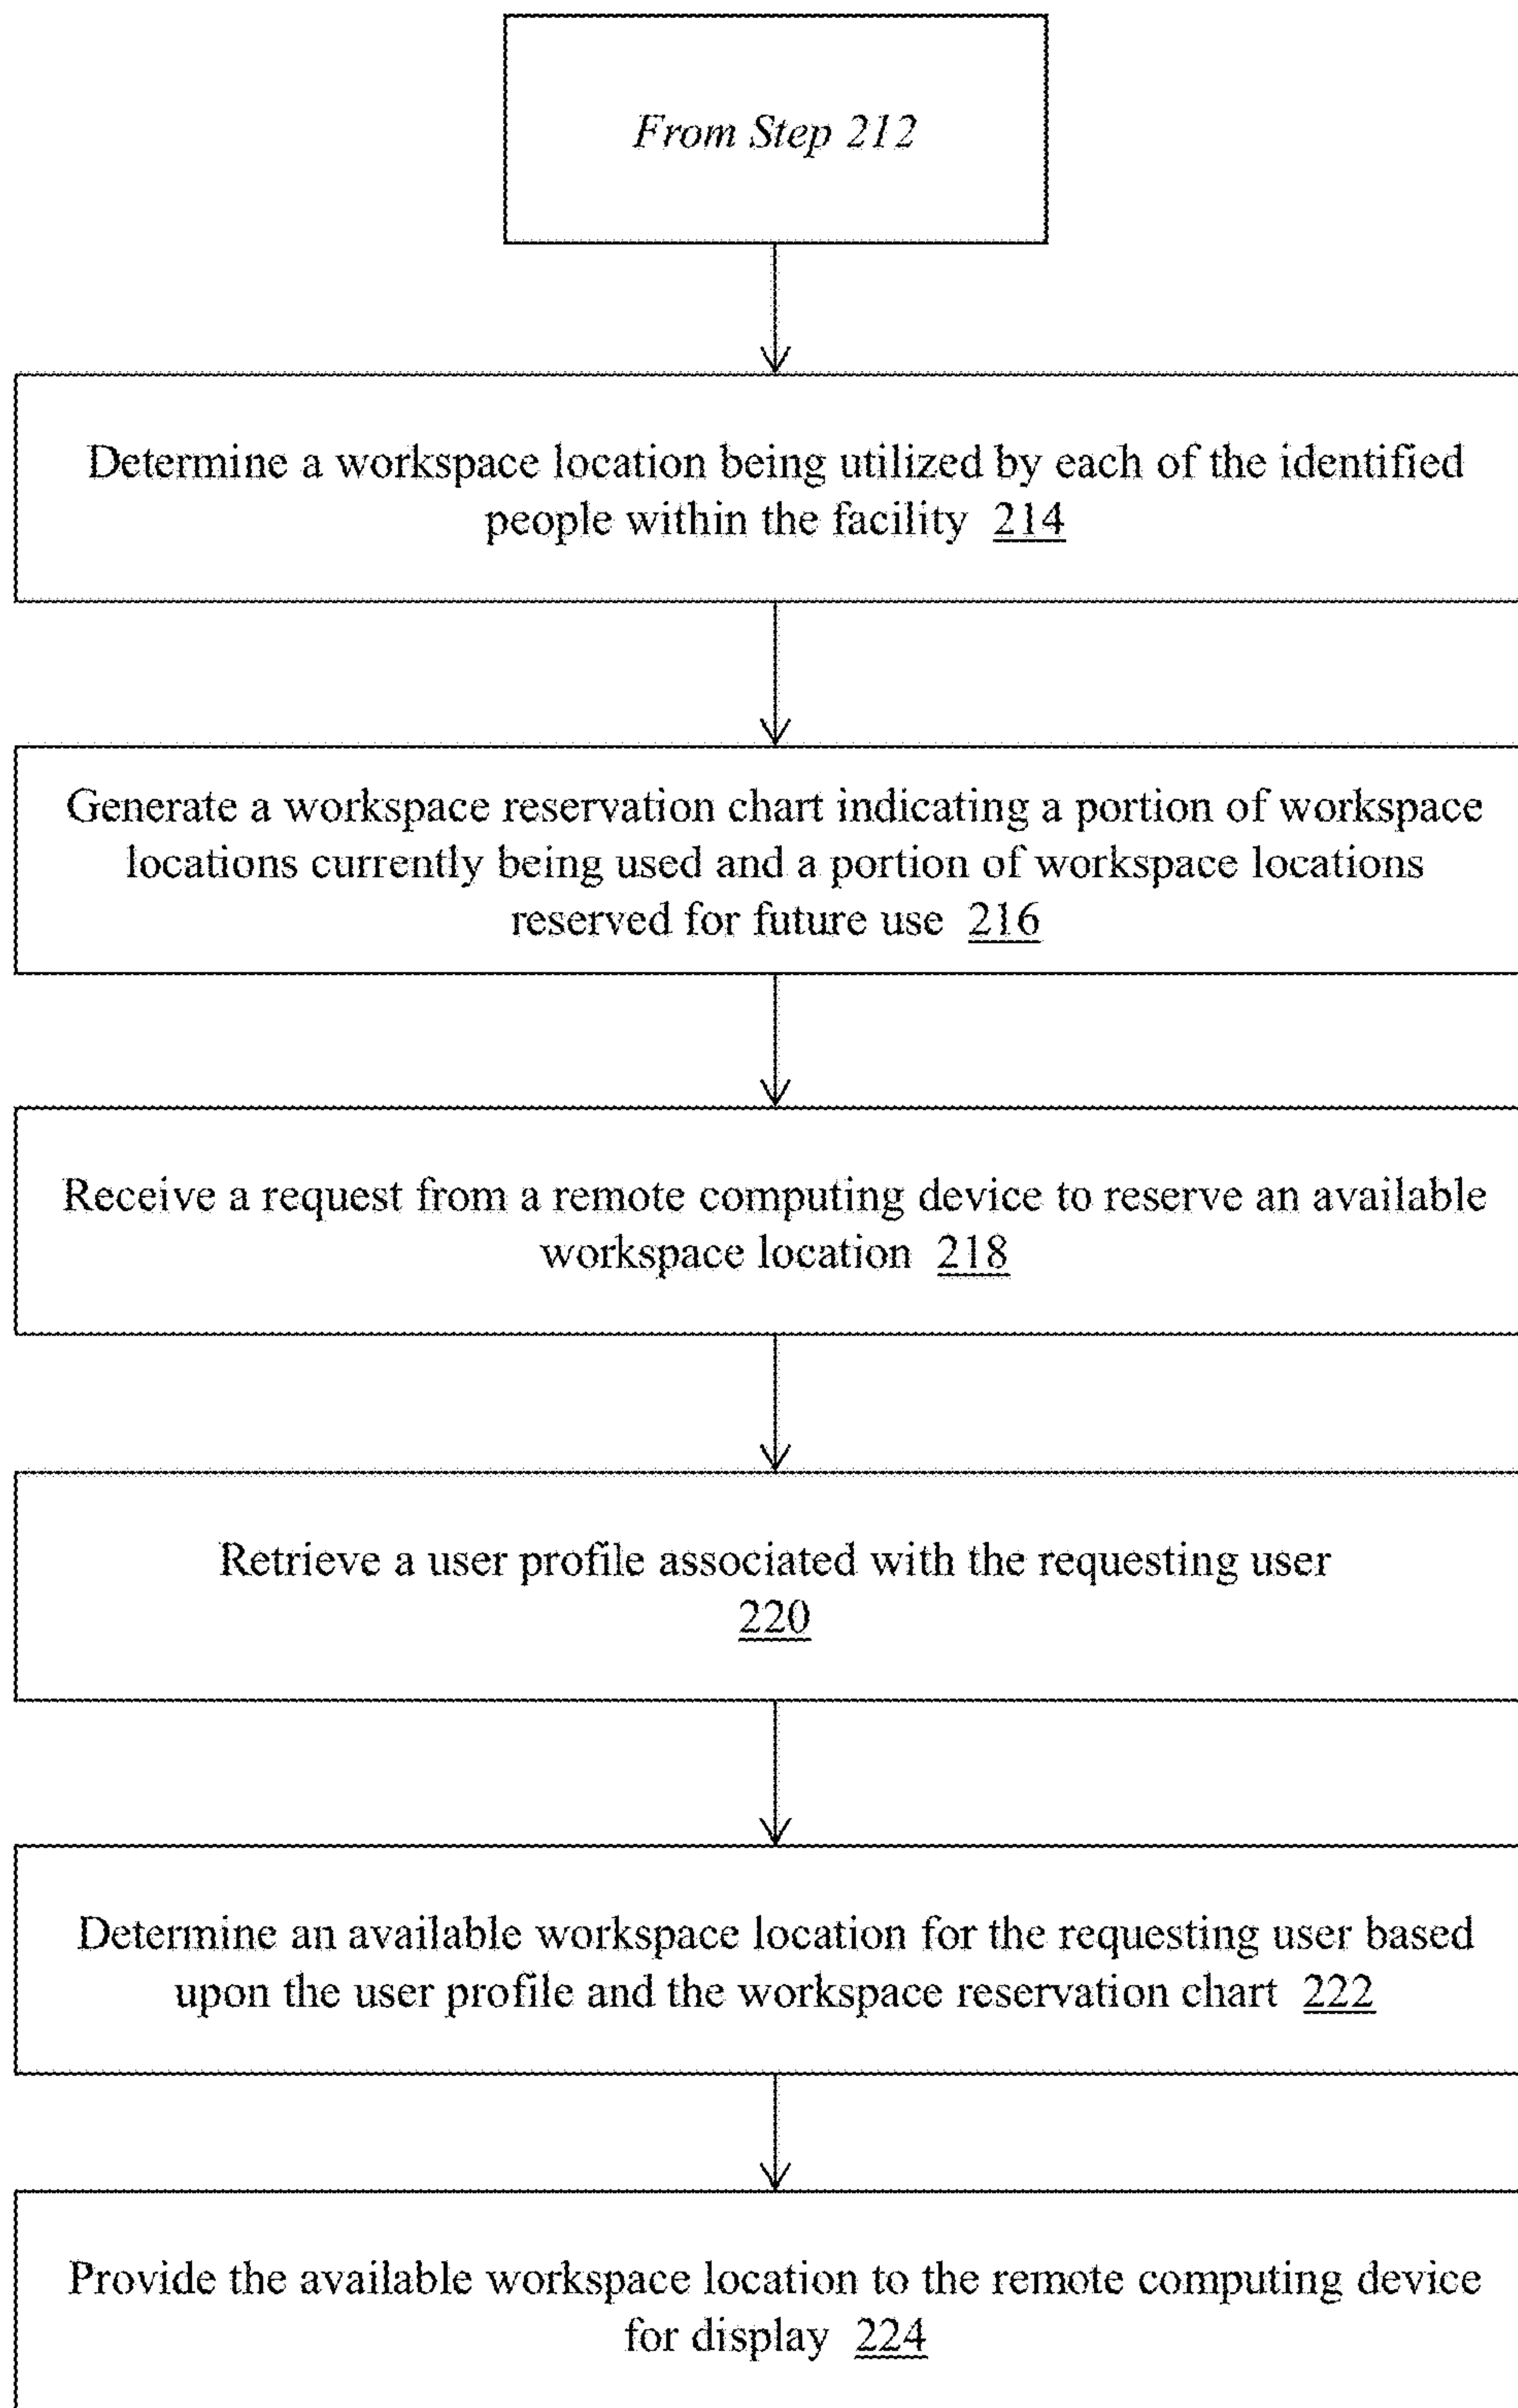 From Step 212
Determine a workspace location being utilized by each of the identified
people within the facility 214
Generate a workspace reservation chart indicating a portion of workspace
locations currently being used and a portion of workspace locations
reserved for future use 216
Receive a request from a remote computing device to reserve an available
workspace location 218
Retrieve a user profile associated with the requesting user
220
Determine an available workspace location for the requesting user based
upon the user profile and the workspace reservation chart 222
Provide the available workspace location to the remote computing device
for display 224